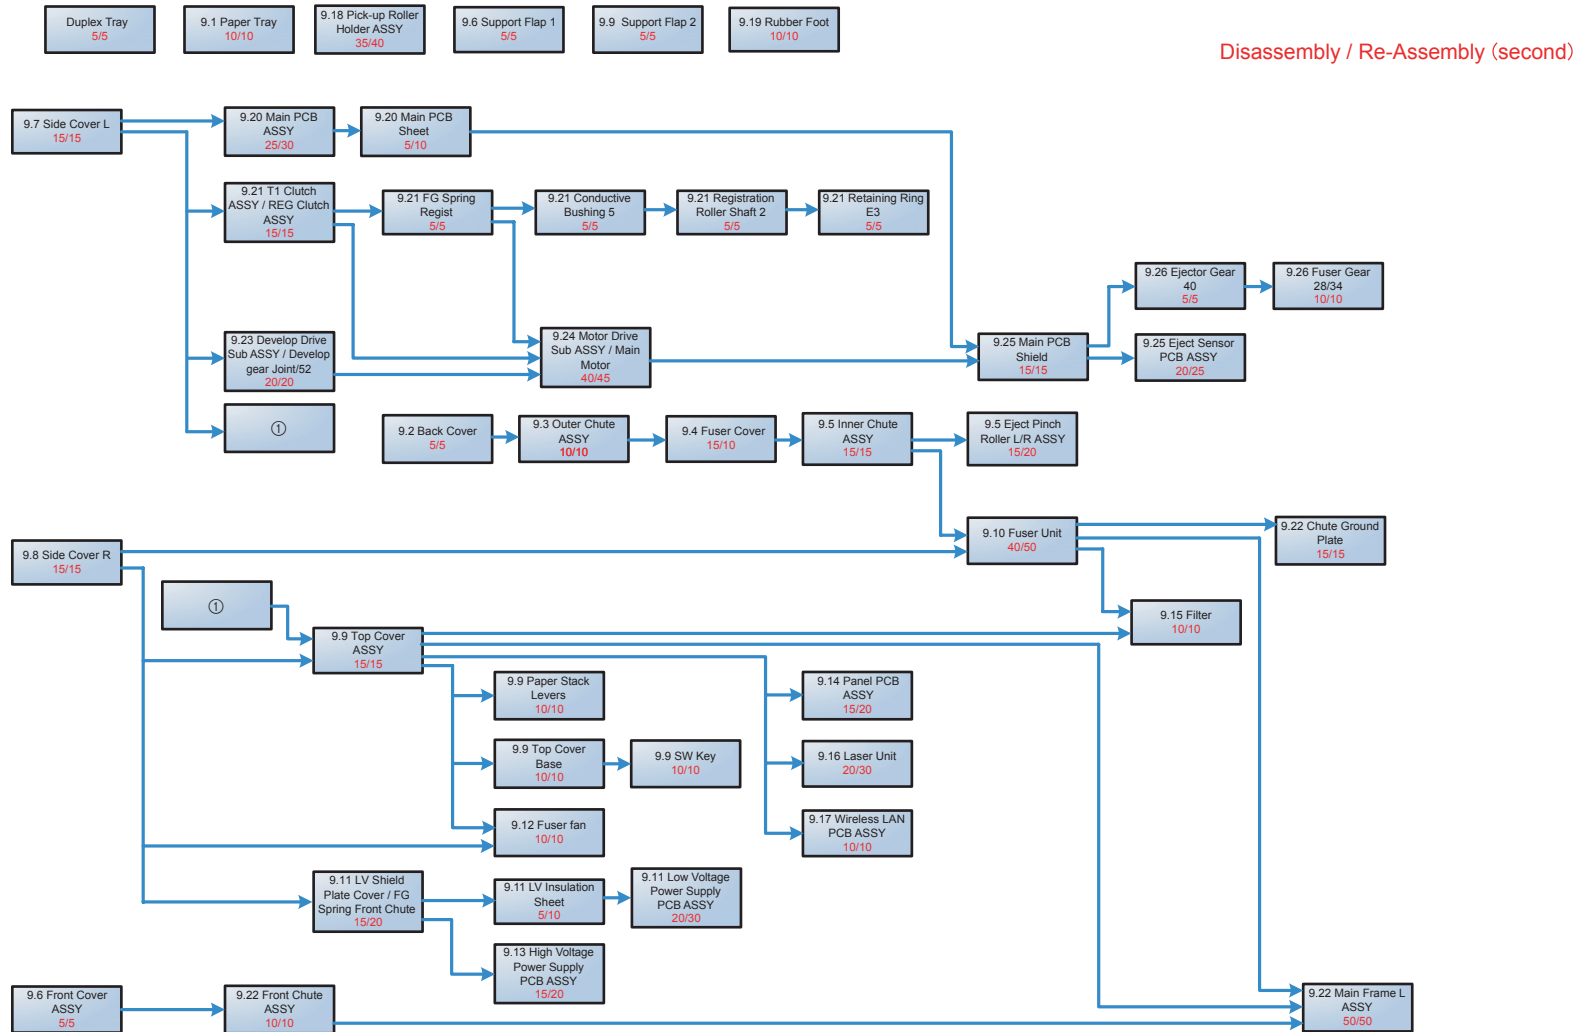 Duplex Tray
5/5
9.1 Paper Tray
10/10
9.18 Pick-up Roller
Holder ASSY
35/40
9.6 Support Flap 1
5/5
9.9 Support Flap 2
5/5
9.19 Rubber Foot
10/10
Disassembly / Re-Assembly (second)
9.7 Side Cover L
15/15
9.20 Main PCB
ASSY
25/30
9.20 Main PCB
Sheet
5/10
9.21 T1 Clutch
ASSY / REG Clutch
ASSY
15/15
9.21 FG Spring
Regist
5/5
9.21 Conductive
Bushing 5
5/5
9.21 Registration
Roller Shaft 2
5/5
9.21 Retaining Ring
E3
5/5
9.26 Ejector Gear
40
5/5
9.26 Fuser Gear
28/34
10/10
9.23 Develop Drive
Sub ASSY / Develop
gear Joint/52
20/20
9.24 Motor Drive
Sub ASSY / Main
Motor
40/45
9.25 Main PCB
Shield
15/15
9.25 Eject Sensor
PCB ASSY
20/25
①
9.2 Back Cover
5/5
9.3 Outer Chute
ASSY
10/10
9.4 Fuser Cover
15/10
9.5 Inner Chute
ASSY
15/15
9.5 Eject Pinch
Roller L/R ASSY
15/20
9.8 Side Cover R
15/15
9.10 Fuser Unit
40/50
9.22 Chute Ground
Plate
15/15
①
9.9 Top Cover
ASSY
15/15
9.15 Filter
10/10
9.9 Paper Stack
Levers
10/10
9.14 Panel PCB
ASSY
15/20
9.9 Top Cover
Base
10/10
9.9 SW Key
10/10
9.16 Laser Unit
20/30
9.12 Fuser fan
10/10
9.17 Wireless LAN
PCB ASSY
10/10
9.11 LV Shield
Plate Cover / FG
Spring Front Chute
15/20
9.11 LV Insulation
Sheet
5/10
9.11 Low Voltage
Power Supply
PCB ASSY
20/30
9.13 High Voltage
Power Supply
PCB ASSY
15/20
9.6 Front Cover
ASSY
5/5
9.22 Front Chute
ASSY
10/10
9.22 Main Frame L
ASSY
50/50